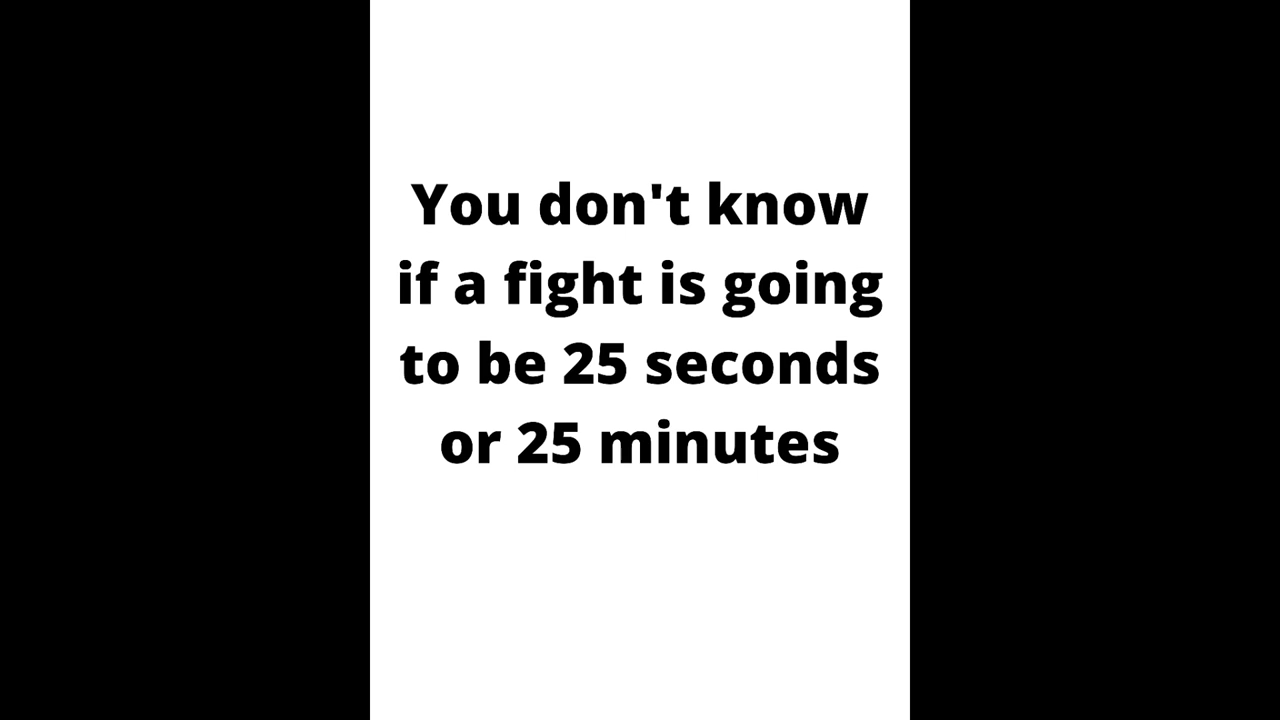 You don't know
if a fight is going
to be 25 seconds
or 25 minutes